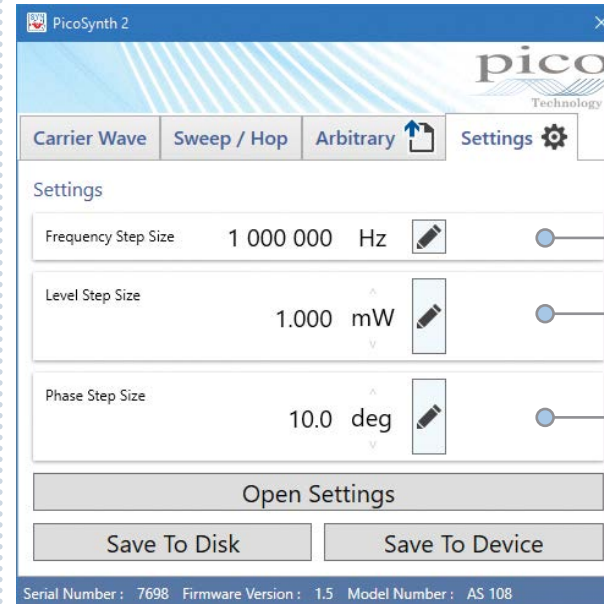 PicoSynth 2
pico
Technology
Carrier Wave Sweep / Hop Arbitrary Settings
Settings
Frequency Step Size 1 000 000 Hz
Level Step Size
1.000 mW
Phase Step Size
10.0 deg
Open Settings
Save To Disk Save To Device
Serial Number : 7698 Firmware Version : 1.5 Model Number : AS 108